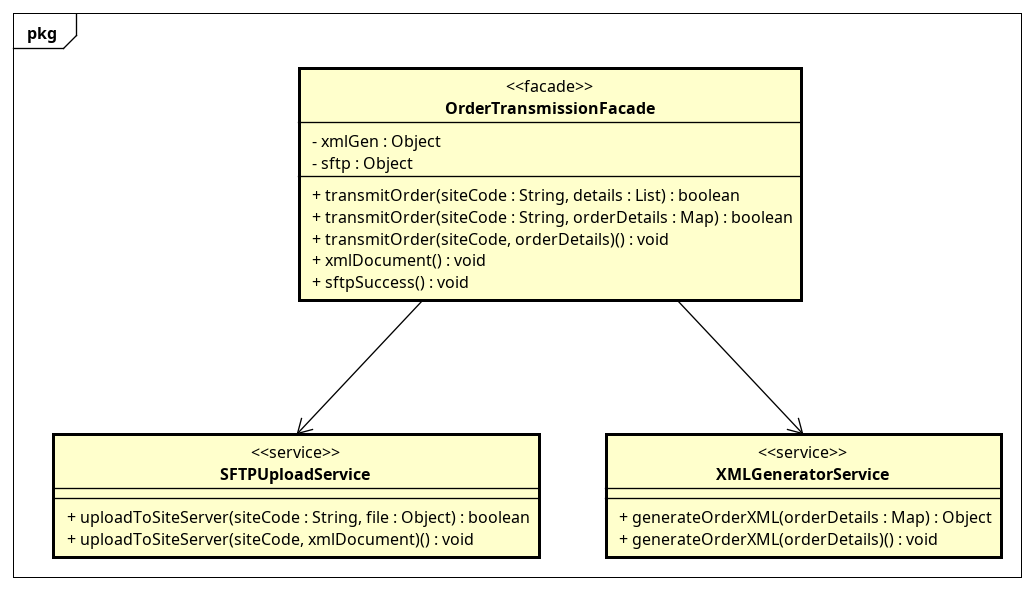 pkg
<<facade>>
OrderTransmissionFacade
- xmlGen : Object
- sftp : Object
+ transmitOrder(siteCode : String, details : List) : boolean
+ transmitOrder(siteCode : String, orderDetails : Map) : boolean
+ transmitOrder(siteCode, orderDetails)() : void
+ xmlDocument() : void
+ sftpSuccess() : void
<<service>>
SFTPUploadService
+ uploadToSiteServer(siteCode : String, file : Object) : boolean
+ uploadToSiteServer(siteCode, xmlDocument)() : void
<<service>>
XMLGeneratorService
+ generateOrderXML(orderDetails : Map) : Object
+ generateOrderXML(orderDetails)() : void